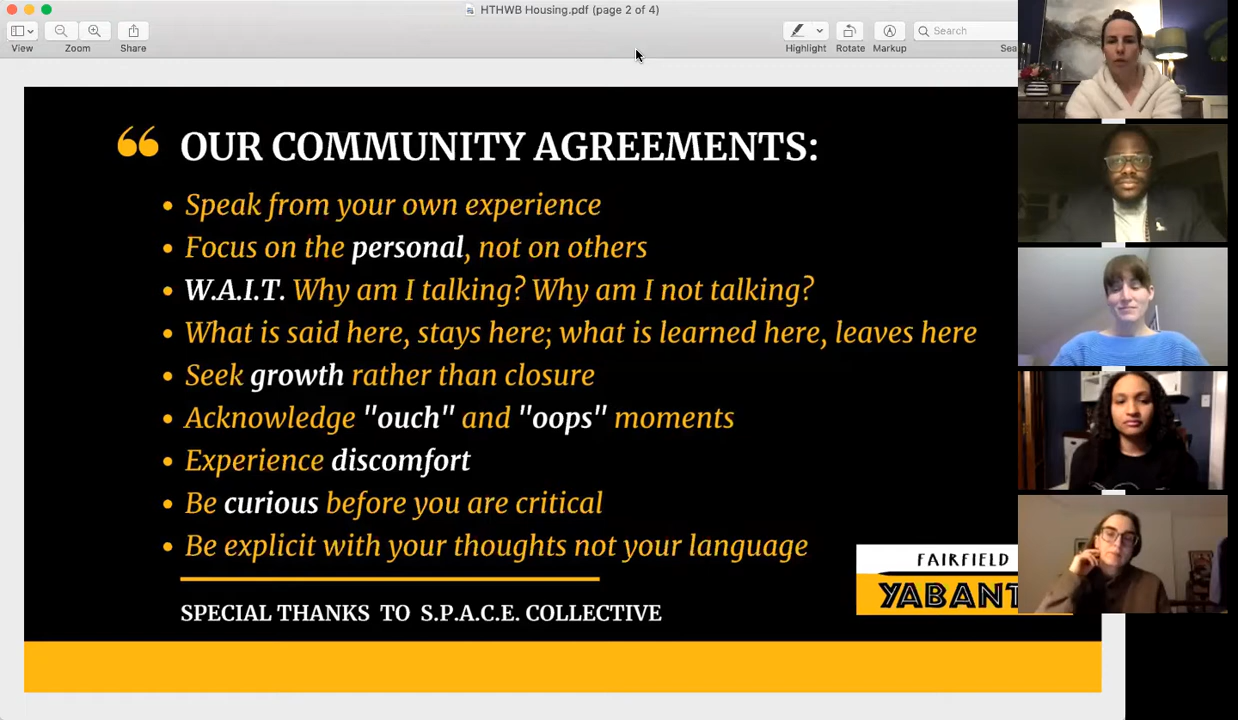 HTHWB Housing.pdf (page 2 of 4)
View
Zoom
Share
Highlight
Rotate
Markup
Search
“ OUR COMMUNITY AGREEMENTS:
• Speak from your own experience
• Focus on the personal, not on others
• W.A.I.T. Why am I talking? Why am I not talking?
• What is said here, stays here; what is learned here, leaves here
• Seek growth rather than closure
• Acknowledge "ouch" and "oops" moments
• Experience discomfort
• Be curious before you are critical
• Be explicit with your thoughts not your language
SPECIAL THANKS TO S.P.A.C.E. COLLECTIVE
FAIRFIELD